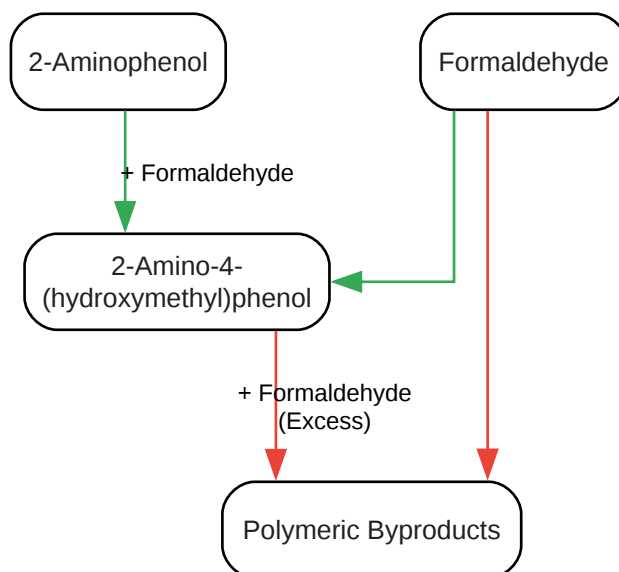 2-Aminophenol
Formaldehyde
+ Formaldehyde
2-Amino-4-
(hydroxymethyl)phenol
+ Formaldehyde
(Excess)
Polymeric Byproducts